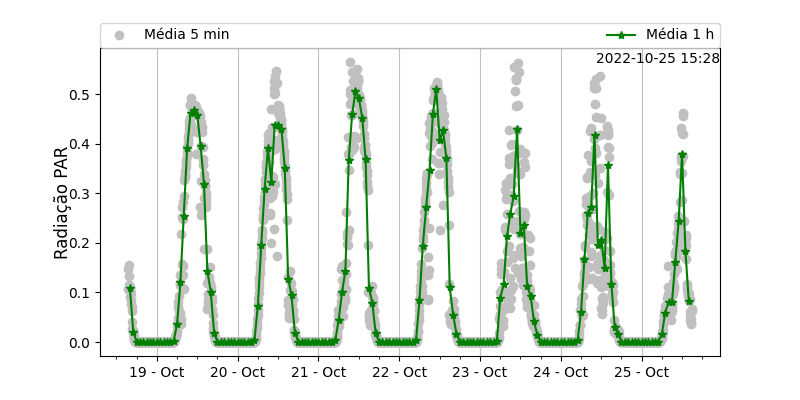 Média 5 min
Média 1 h
2022-10-25 15:28
Radiação PAR
0.5
0.4
0.3
0.2
0.1
0.0
19 - Oct
20 - Oct
21 - Oct
22 - Oct
23 - Oct
24 - Oct
25 - Oct